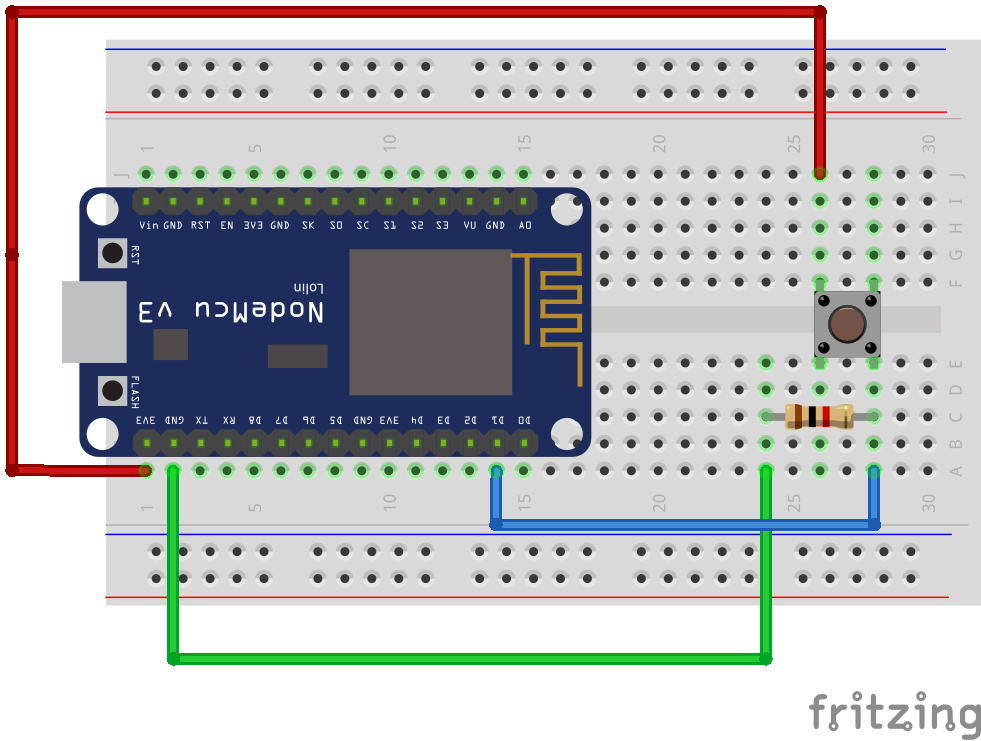 1 5 10 15 20 25 30
J J
I
H
G
F
Vin GND RST EN 3V3 GND SK SO SC S1 S2 S3 VU GND AO
RST
Lolin
NodeMcu v3
FLASH
3V3 GND TX RX D8 D7 D6 D5 GND 3V3 D4 D3 D2 D1 D0
E
D
C
B
A
1 5 10 15 20 25 30
fritzing